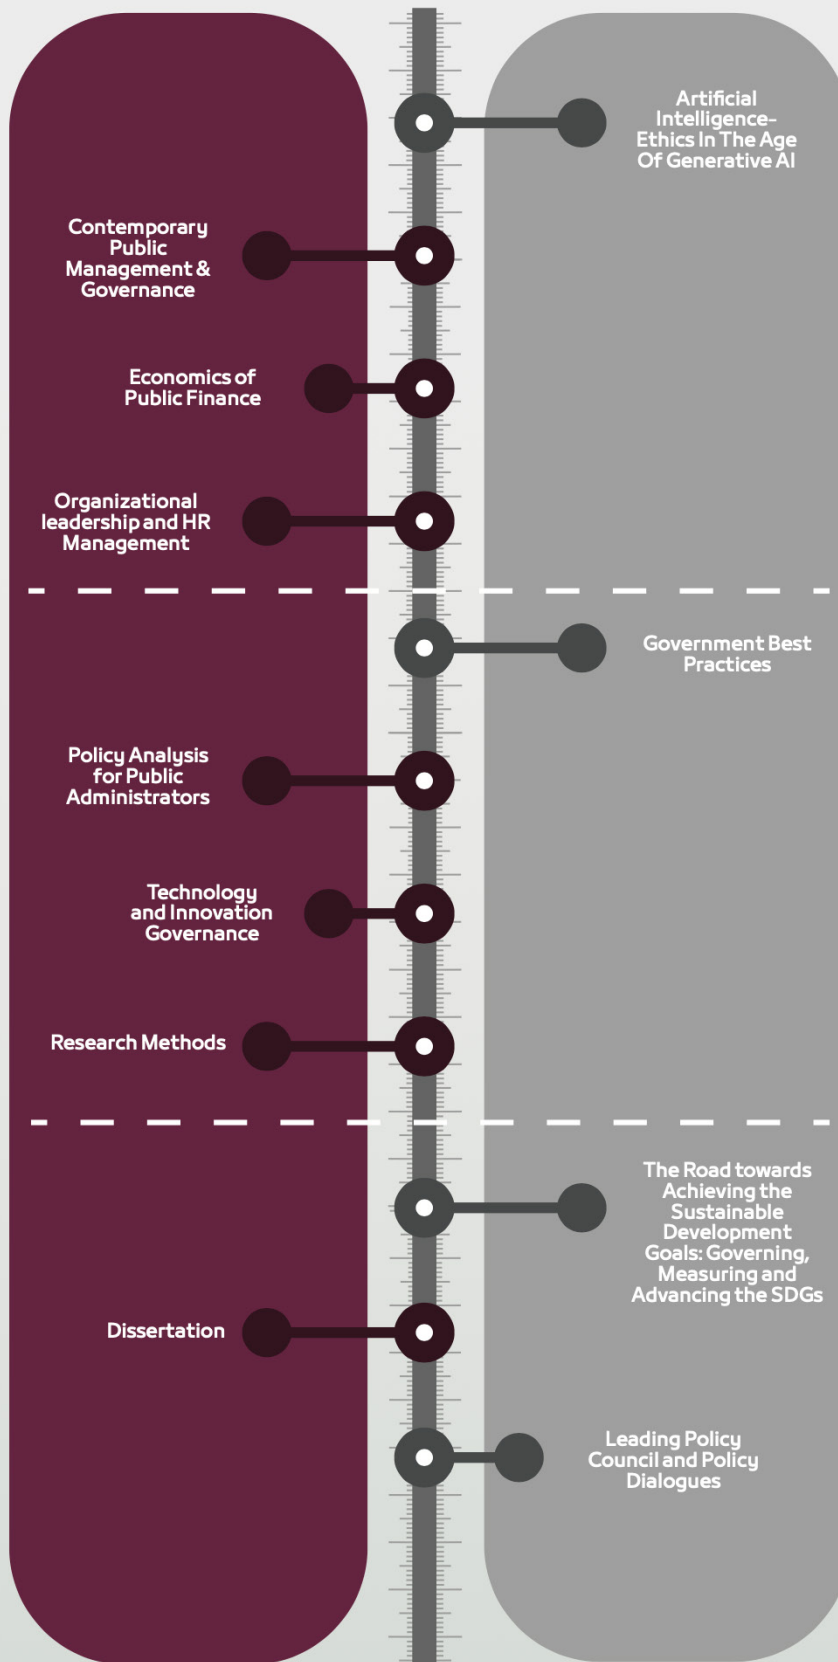 Artificial
Intelligence-
Ethics In The Age
Of Generative AI
Contemporary
Public
Management &
Governance
Economics of
Public Finance
Organizational
leadership and HR
Management
Government Best
Practices
Policy Analysis
for Public
Administrators
Technology
and Innovation
Governance
Research Methods
The Road towards
Achieving the
Sustainable
Development
Goals: Governing,
Measuring and
Advancing the SDGs
Dissertation
Leading Policy
Council and Policy
Dialogues